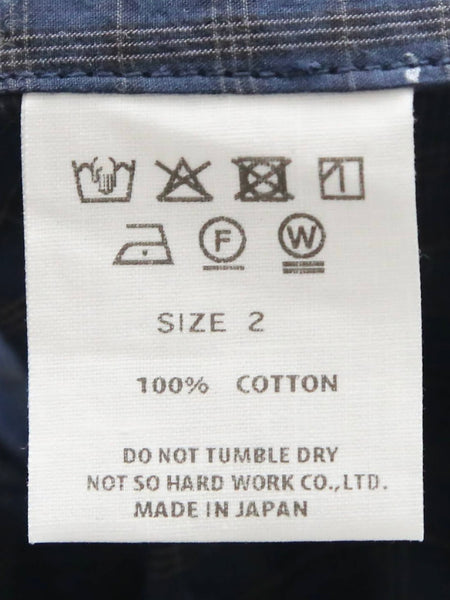 F W
SIZE 2
100% COTTON
DO NOT TUMBLE DRY
NOT SO HARD WORK CO.,LTD.
MADE IN JAPAN